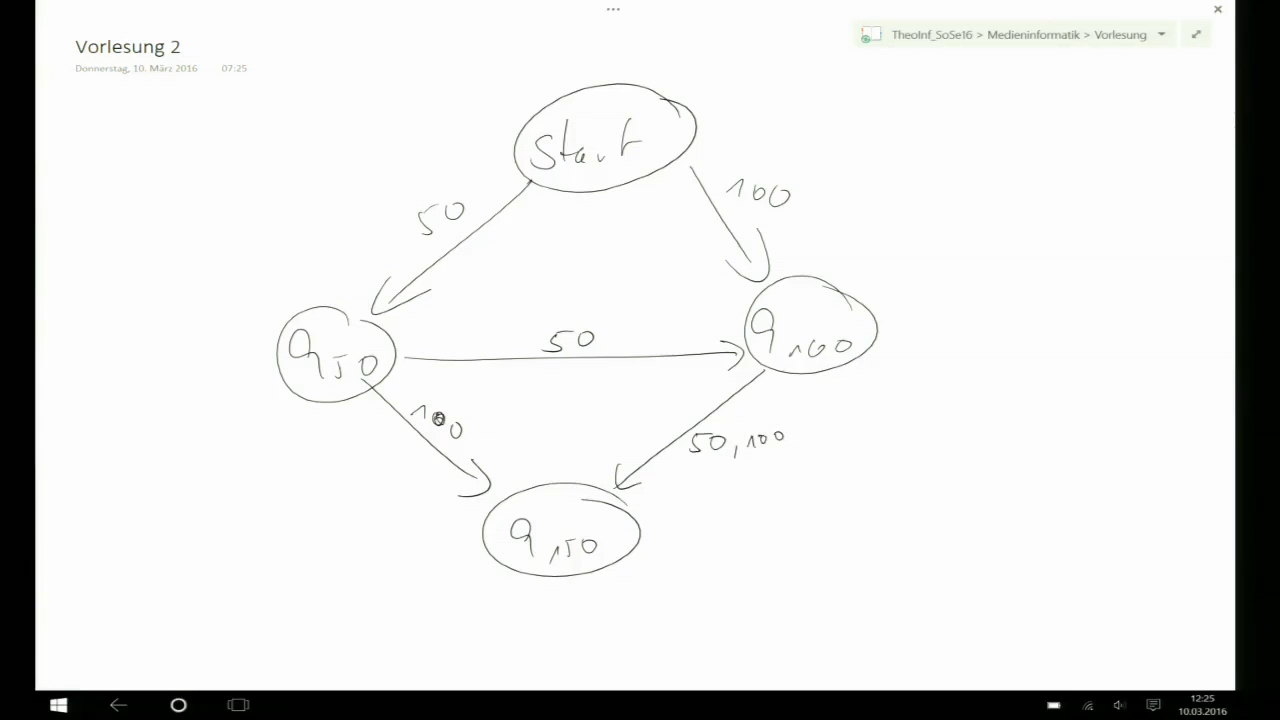 TheoInf_SoSe16 > Medieninformatik > Vorlesung
Vorlesung 2
Donnerstag, 10. März 2016 07:25
Start
50
100
q50
50
q100
100
50,100
q150
12:25
10.03.2016